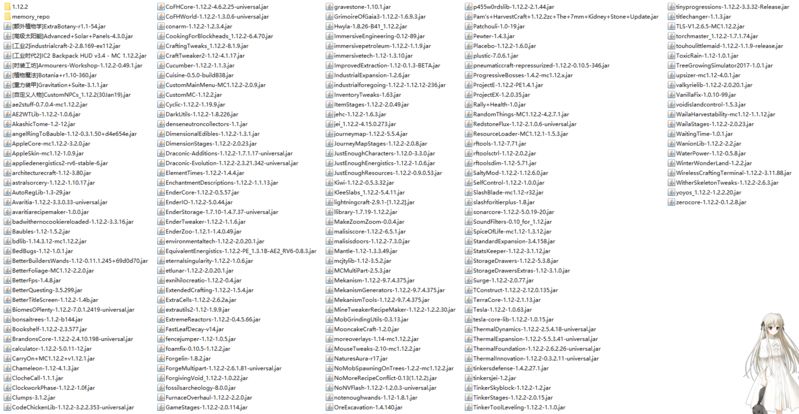 1.12.2
memory_repo
[额外植物学]ExtraBotany-r1.1-54.jar
[高级太阳能]Advanced+Solar+Panels-4.3.0.jar
[工业2]industrialcraft-2-2.8.169-ex112.jar
[工业时代2]IC2 Backpack HUD v3.4 - MC 1.12.2.jar
[时装工坊]Armourers-Workshop-1.12.2-0.49.1.jar
[植物魔法]Botania+r1.10-360.jar
[重力装甲]Gravitation+Suite-3.1.1.jar
[自定义人物]CustomNPCs_1.12.2(30Jan19).jar
ae2stuff-0.7.0.4-mc1.12.2.jar
AE2WTLib-1.12.2-1.0.6.jar
AkashicTome-1.2-12.jar
angelRingToBauble-1.12-0.3.1.50+d4e654e.jar
AppleCore-mc1.12.2-3.2.0.jar
AppleSkin-mc1.12-1.0.9.jar
appliedenergistics2-rv6-stable-6.jar
architecturecraft-1.12-3.80.jar
astralsorcery-1.12.2-1.10.17.jar
AutoRegLib-1.3-29.jar
Avaritia-1.12.2-3.3.0.33-universal.jar
avaritiarecipemaker-1.0.0.jar
badwithernocookiereloaded-1.12.2-3.3.16.jar
Baubles-1.12-1.5.2.jar
bdlib-1.14.3.12-mc1.12.2.jar
BedBugs-1.12-1.0.1.jar
BetterBuildersWands-1.12-0.11.1.245+69d0d70.jar
BetterFoliage-MC1.12-2.2.0.jar
BetterFps-1.4.8.jar
BetterQuesting-3.5.299.jar
BetterTitleScreen-1.12.2-1.4b.jar
BiomesOPlenty-1.12.2-7.0.1.2419-universal.jar
bonsaitrees-1.1.2-b144.jar
Bookshelf-1.12.2-2.3.577.jar
BrandonsCore-1.12.2-2.4.10.198-universal.jar
calculator-1.12.2-5.0.11-12.jar
CarryOn+MC1.12.2+v1.12.1.jar
Chameleon-1.12-4.1.3.jar
ClocheCall-1.1.1.jar
ClockworkPhase-1.12.2-1.0f.jar
Clumps-3.1.2.jar
CodeChickenLib-1.12.2-3.2.2.353-universal.jar
CoFHCore-1.12.2-4.6.2.25-universal.jar
CoFHWorld-1.12.2-1.3.0.6-universal.jar
conarm-1.12.2-1.2.3.4.jar
CookingForBlockheads_1.12.2-6.4.70.jar
CraftingTweaks_1.12.2-8.1.9.jar
CraftTweaker2-1.12-4.1.17.jar
Cucumber-1.12-1.1.3.jar
Cuisine-0.5.0-build838.jar
CustomMainMenu-MC1.12.2-2.0.9.jar
CustomMC-1.12.2.jar
Cyclic-1.12.2-1.19.9.jar
DarkUtils-1.12.2-1.8.226.jar
denseneutroncollectors-1.1.jar
DimensionalEdibles-1.12.2-1.3.1.jar
DimensionStages-1.12.2-2.0.23.jar
Draconic-Additions-1.12.2-1.7.1.17-universal.jar
Draconic-Evolution-1.12.2-2.3.21.342-universal.jar
ElementTimes-1.12.2-1.4.4.jar
EnchantmentDescriptions-1.12.2-1.1.13.jar
EnderCore-1.12.2-0.5.57.jar
EnderIO-1.12.2-5.0.44.jar
EnderStorage-1.7.10-1.4.7.37-universal.jar
EnderTweaker-1.12.2-1.1.6.jar
EnderZoo-1.12.1-1.4.0.49.jar
environmentaltech-1.12.2-2.0.20.1.jar
EquivalentEnergistics-1.12.2-PE_1.3.1B-AE2_RV6-0.8.3.jar
eternalsingularity-1.12.2-1.0.6.jar
etlunar-1.12.2-2.0.20.1.jar
exnihilocreatio-1.12.2-0.4.jar
ExtendedCrafting-1.12.2-1.5.4.jar
ExtraCells-1.12.2-2.6.2a.jar
extrautils2-1.12-1.9.9.jar
ExtremeReactors-1.12.2-0.4.5.66.jar
FastLeafDecay-v14.jar
fencejumper-1.12-1.0.5.jar
Foamfix-0.10.5-1.12.2.jar
Forgelin-1.8.2.jar
ForgeMultipart-1.12.2-2.6.1.81-universal.jar
ForgivingVoid_1.12.2-1.0.22.jar
fossilsarcheology-8.0.0.jar
FurnaceOverhaul-1.12.2-2.2.0.jar
GameStages-1.12.2-2.0.114.jar
gravestone-1.10.1.jar
GrimoireOfGaia3-1.12.2-1.6.9.3.jar
Hwyla-1.8.26-B41_1.12.2.jar
ImmersiveEngineering-0.12-89.jar
immersivepetroleum-1.12.2-1.1.9.jar
immersivetech-1.12-1.1.3.10.jar
ImprovedExtraction-1.12-0.1.3-BETA.jar
IndustrialExpansion-1.2.6.jar
industrialforegoing-1.12.2-1.12.12-236.jar
InventoryTweaks-1.63.jar
ItemStages-1.12.2-2.0.49.jar
jehc-1.12.2-1.6.3.jar
jei_1.12.2-4.15.0.273.jar
journeymap-1.12.2-5.5.4.jar
JourneyMapStages-1.12.2-2.0.8.jar
JustEnoughCharacters-1.12.0-3.3.0.jar
JustEnoughEnergistics-1.12.2-1.0.6.jar
JustEnoughResources-1.12.2-0.9.0.53.jar
Kiwi-1.12.2-0.5.3.32.jar
KleeSlabs_1.12.2-5.4.11.jar
lightningcraft-2.9.1-[1.12.2].jar
llibrary-1.7.19-1.12.2.jar
MakeZoomZoom-0.0.4.jar
malisiscore-1.12.2-6.5.1.jar
malisisdoors-1.12.2-7.3.0.jar
Mantle-1.12-1.3.3.49.jar
mcjtylib-1.12-3.5.2.jar
MCMultiPart-2.5.3.jar
Mekanism-1.12.2-9.7.4.375.jar
MekanismGenerators-1.12.2-9.7.4.375.jar
MekanismTools-1.12.2-9.7.4.375.jar
MineTweakerRecipeMaker-1.12.2-2.30.jar
MobGrindingUtils-0.3.13.jar
MooncakeCraft-1.2.0.jar
moreoverlays-1.14-mc1.12.2.jar
MouseTweaks-2.10-mc1.12.2.jar
NaturesAura-r17.jar
NoMobSpawningOnTrees-1.2.2-mc1.12.2.jar
NoMoreRecipeConflict-0.13(1.12.2).jar
NoNVFlash-1.12.2-1.2.0.3-universal.jar
notenoughwands-1.12-1.8.1.jar
OreExcavation-1.4.140.jar
p455w0rdslib-1.12.2-2.1.44.jar
Pam's+HarvestCraft+1.12.2zc+The+7mm+Kidney+Stone+Update.jar
Patchouli-1.0-19.jar
Pewter-1.4.3.jar
Placebo-1.12.2-1.6.0.jar
plustic-7.0.6.1.jar
pneumaticcraft-repressurized-1.12.2-0.10.5-346.jar
ProgressiveBosses-1.4.2-mc1.12.x.jar
ProjectE-1.12.2-PE1.4.1.jar
ProjectEX-1.2.0.35.jar
Rally+Health-1.0.jar
RandomThings-MC1.12.2-4.2.7.1.jar
RedstoneFlux-1.12-2.1.0.6-universal.jar
ResourceLoader-MC1.12.1-1.5.3.jar
rftools-1.12-7.71.jar
rftoolsctrl-1.12-2.0.2.jar
rftoolsdim-1.12-5.71.jar
SaltyMod_1.12.2-1.12.6.0.jar
SelfControl-1.12.2-1.0.0.jar
SlashBlade-mc1.12-r32.jar
slashforitierplus-1.8.jar
sonarcore-1.12.2-5.0.19-20.jar
SoundFilters-0.10_for_1.12.jar
SpiceOfLife-mc1.12-1.3.12.jar
StandardExpansion-3.4.158.jar
StatsKeeper-1.12.2-3.1.12.jar
StorageDrawers-1.12.2-5.3.8.jar
StorageDrawersExtras-1.12-3.1.0.jar
Surge-1.12.2-2.0.77.jar
TConstruct-1.12.2-2.12.0.135.jar
TerraCore-1.12-2.1.13.jar
Tesla-1.12.2-1.0.63.jar
tesla-core-lib-1.12.2-1.0.15.jar
ThermalDynamics-1.12.2-2.5.4.18-universal.jar
ThermalExpansion-1.12.2-5.5.3.41-universal.jar
ThermalFoundation-1.12.2-2.6.2.26-universal.jar
ThermalInnovation-1.12.2-0.3.2.11-universal.jar
tinkersdefense-1.4.2.27.1.jar
tinkersjei-1.2.jar
TinkerSkyblock-1.12.2-1.2.jar
TinkerStages-1.12.2-2.0.15.jar
TinkerToolLeveling-1.12.2-1.1.0.jar
tinyprogressions-1.12.2-3.3.32-Release.jar
titlechanger-1.1.3.jar
TLS-V1.2.6.5-MC1.12.2.jar
torchmaster_1.12.2-1.7.1.74.jar
touhoulittlemaid-1.12.2-1.1.9-release.jar
ToxicRain-1.12-1.0.1.jar
TreeGrowingSimulator2017-1.0.1.jar
upsizer-mc1.12.2-4.0.1.jar
valkyrielib-1.12.2-2.0.20.1.jar
VanillaFix-1.0.10-99.jar
voidislandcontrol-1.5.3.jar
WailaHarvestability-mc1.12-1.1.12.jar
WailaStages-1.12.2-2.0.23.jar
WaitingTime-1.0.1.jar
WanionLib-1.12.2-2.2.jar
WaterPower-1.12-0.5.8.jar
WinterWonderLand-1.12.2.jar
WirelessCraftingTerminal-1.12.2-3.11.88.jar
WitherSkeletonTweaks-1.12.2-2.6.3.jar
yoyos_1.12.2-1.2.2.20.jar
zerocore-1.12.2-0.1.2.8.jar